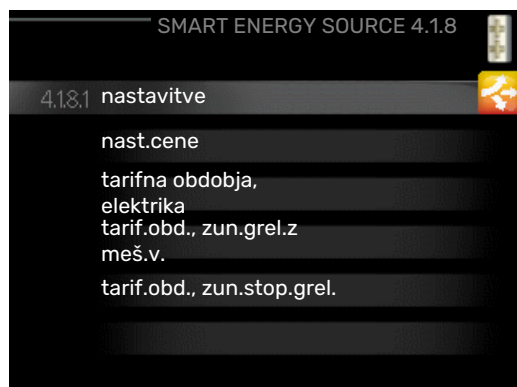 SMART ENERGY SOURCE 4.1.8
4.1.8.1 nastavitve
nast.cene
tarifna obdobja,
elektrika
tarif.obd., zun.grel.z
meš.v.
tarif.obd., zun.stop.grel.